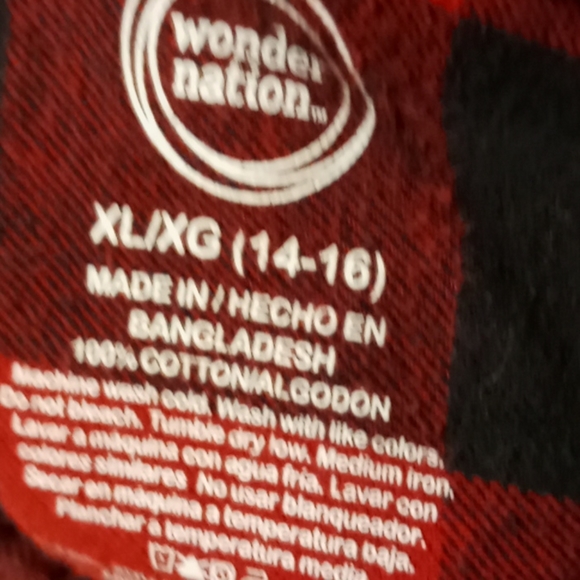 wonder
nation™
XL/XG (14-16)
MADE IN / HECHO EN
BANGLADESH
100% COTTON/ALGODON
Machine wash cold. Wash with like colors.
Do not bleach. Tumble dry low. Medium iron.
Lavar a máquina con agua fría. Lavar con
colores similares. No usar blanqueador.
Secar en máquina a temperatura baja.
Planchar a temperatura media.